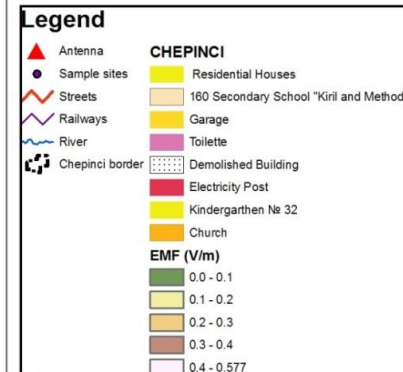 Legend
Antenna
Sample sites
Streets
Railways
River
Chepinci border
CHEPINCI
Residential Houses
160 Secondary School "Kiril and Method
Garage
Toilette
Demolished Building
Electricity Post
Kindergarthen № 32
Church
EMF (V/m)
0.0 - 0.1
0.1 - 0.2
0.2 - 0.3
0.3 - 0.4
0.4 - 0.577